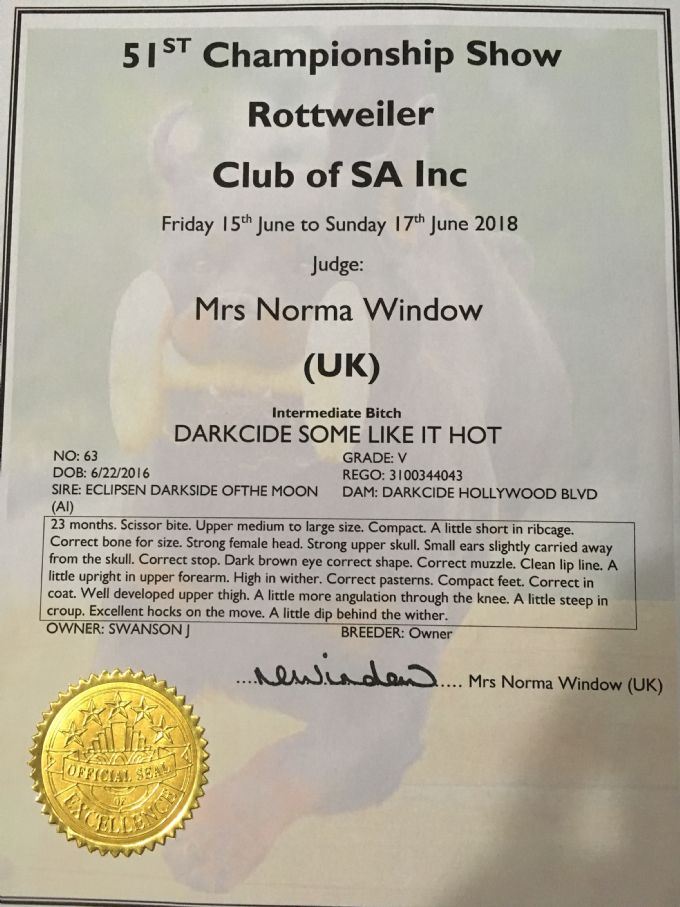 51ST Championship Show
Rottweiler
Club of SA Inc
Friday 15th June to Sunday 17th June 2018
Judge:
Mrs Norma Window
(UK)
Intermediate Bitch
DARKCIDE SOME LIKE IT HOT
NO: 63 GRADE: V
DOB: 6/22/2016 REGO: 3100344043
SIRE: ECLIPSEN DARKSIDE OFTHE MOON DAM: DARKCIDE HOLLYWOOD BLVD
(AI)
23 months. Scissor bite. Upper medium to large size. Compact. A little short in ribcage.
Correct bone for size. Strong female head. Strong upper skull. Small ears slightly carried away
from the skull. Correct stop. Dark brown eye correct shape. Correct muzzle. Clean lip line. A
little upright in upper forearm. High in wither. Correct pasterns. Compact feet. Correct in
coat. Well developed upper thigh. A little more angulation through the knee. A little steep in
croup. Excellent hocks on the move. A little dip behind the wither.
OWNER: SWANSON J BREEDER: Owner
....NEWindow.... Mrs Norma Window (UK)
OFFICIAL SEAL
OF
EXCELLENCE